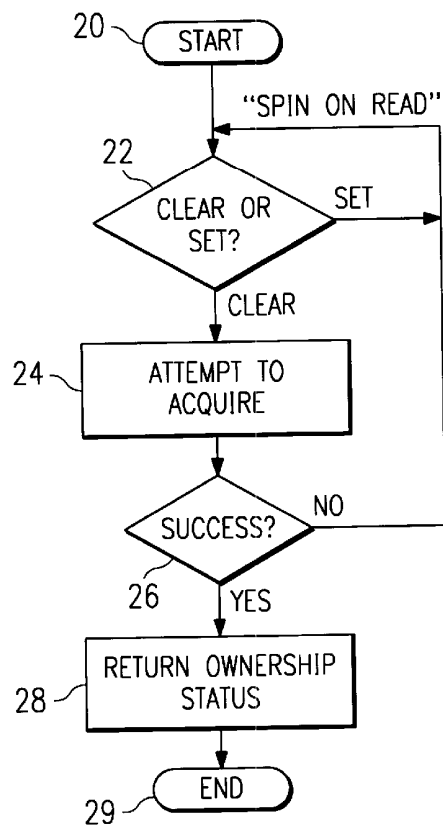 20
START
"SPIN ON READ"
22
CLEAR OR
SET?
SET
CLEAR
24
ATTEMPT TO
ACQUIRE
SUCCESS?
NO
26
YES
RETURN OWNERSHIP
STATUS
28
END
29